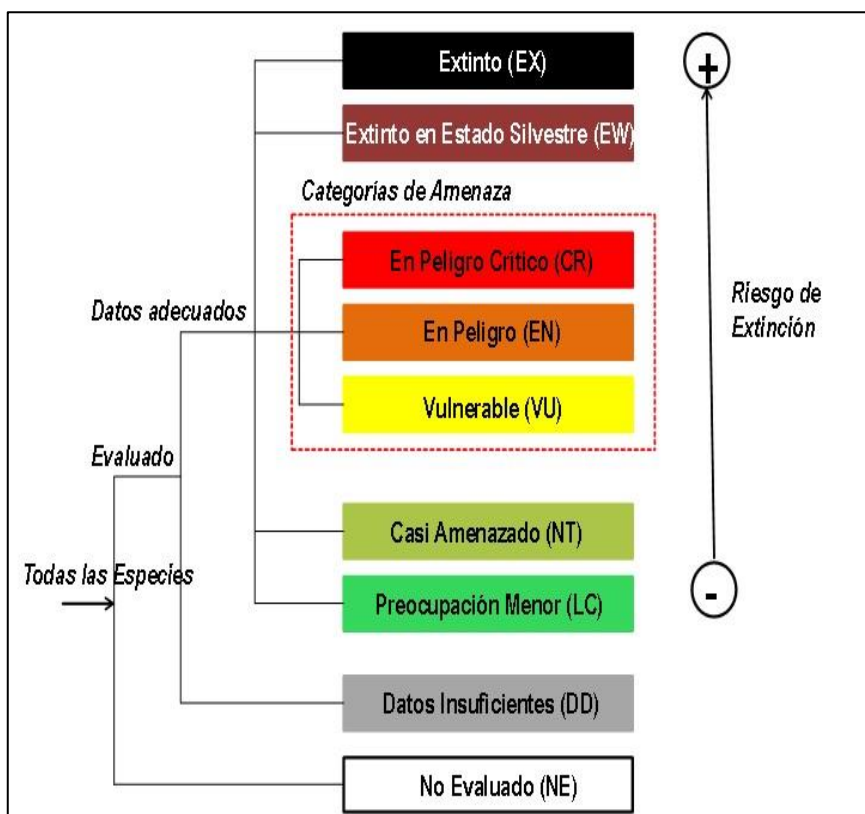 Extinto (EX)
+
Extinto en Estado Silvestre (EW)
Categorías de Amenaza
En Peligro Crítico (CR)
Riesgo de
Extinción
Datos adecuados
En Peligro (EN)
Vulnerable (VU)
Evaluado
Casi Amenazado (NT)
Todas las Especies
-
Preocupación Menor (LC)
Datos Insuficientes (DD)
No Evaluado (NE)